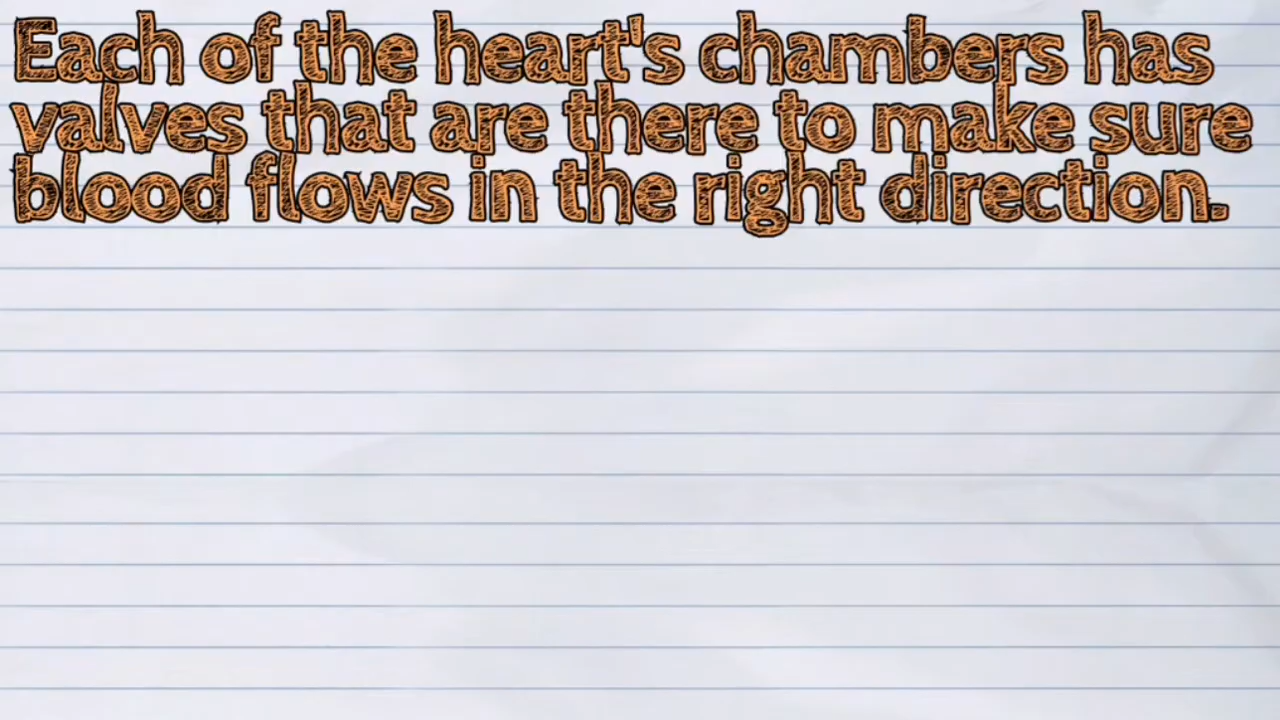 Each of the heart's chambers has
valves that are there to make sure
blood flows in the right direction.